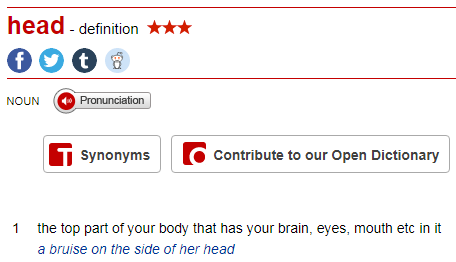 head - definition
NOUN Pronunciation
Synonyms Contribute to our Open Dictionary
1 the top part of your body that has your brain, eyes, mouth etc in it
a bruise on the side of her head